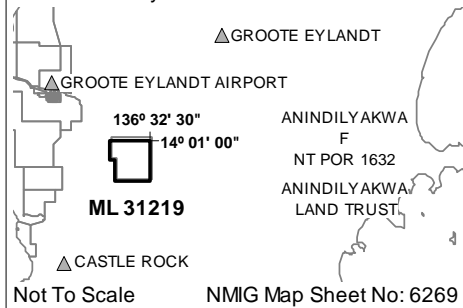 GROOTE EYLANDT
GROOTE EYLANDT AIRPORT
136º 32' 30"
14º 01' 00"
ANINDILYAKWA
F
NT POR 1632
ANINDILYAKWA
LAND TRUST
ML 31219
CASTLE ROCK
Not To Scale
NMIG Map Sheet No: 6269